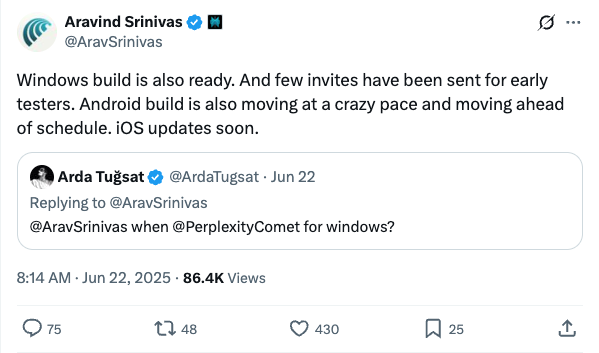 Aravind Srinivas
@AravSrinivas
Windows build is also ready. And few invites have been sent for early
testers. Android build is also moving at a crazy pace and moving ahead
of schedule. iOS updates soon.
Arda Tuğsat @ArdaTugsat · Jun 22
Replying to @AravSrinivas
@AravSrinivas when @PerplexityComet for windows?
8:14 AM · Jun 22, 2025 · 86.4K Views
75 48 430 25